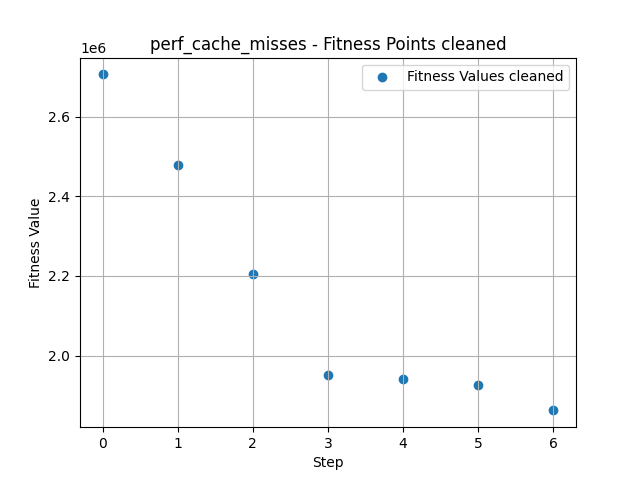 perf_cache_misses - Fitness Points cleaned
1e6
Fitness Values cleaned
2.6
2.4
2.2
2.0
Fitness Value
0 1 2 3 4 5 6
Step